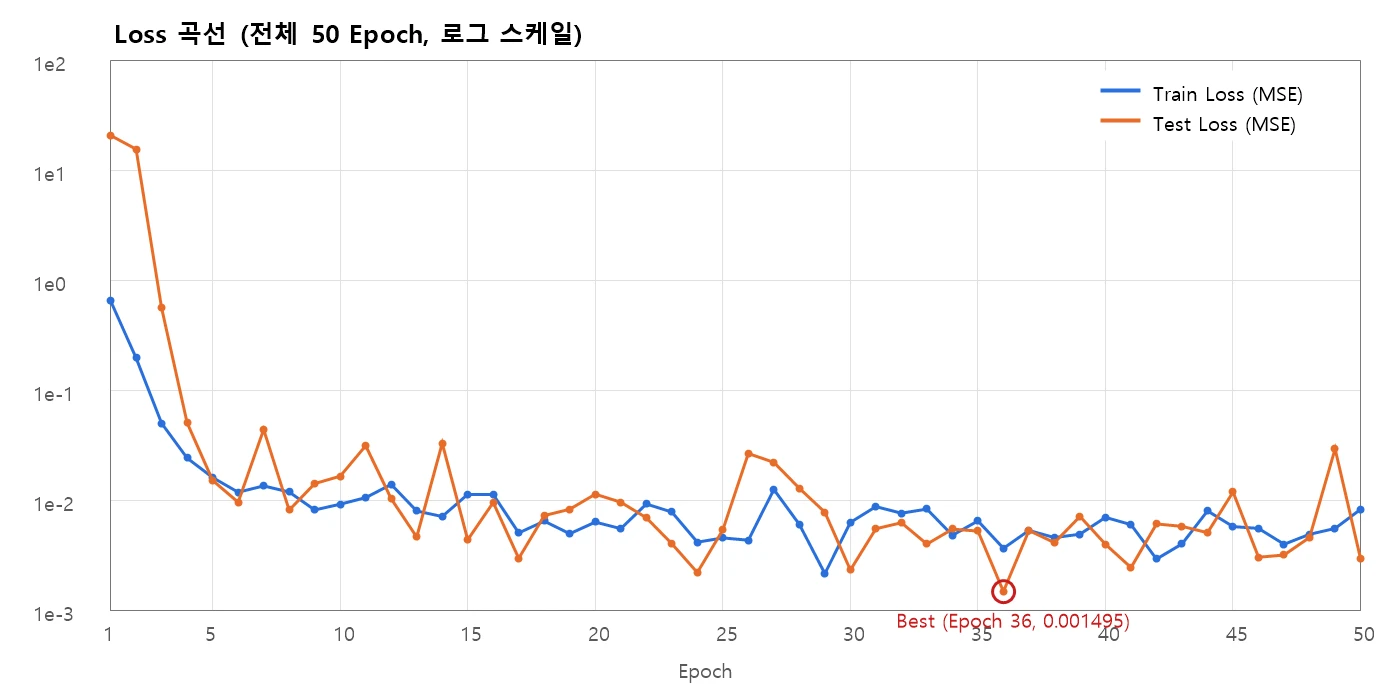 Loss 곡선 (전체 50 Epoch, 로그 스케일)
1e2
Train Loss (MSE)
Test Loss (MSE)
1e1
1e0
1e-1
1e-2
1e-3
Best (Epoch 36, 0.001495)
1 5 10 15 20 25 30 35 40 45 50
Epoch